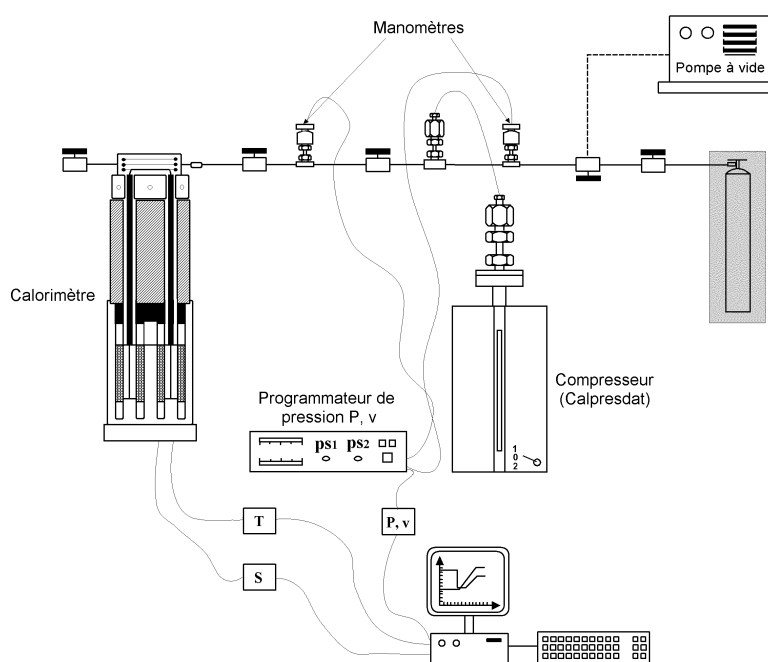 Manomètres
Pompe à vide
Calorimètre
Compresseur
(Calpresdat)
Programmateur de
pression P, v
ps1 ps2
1
0
2
T
P, v
S